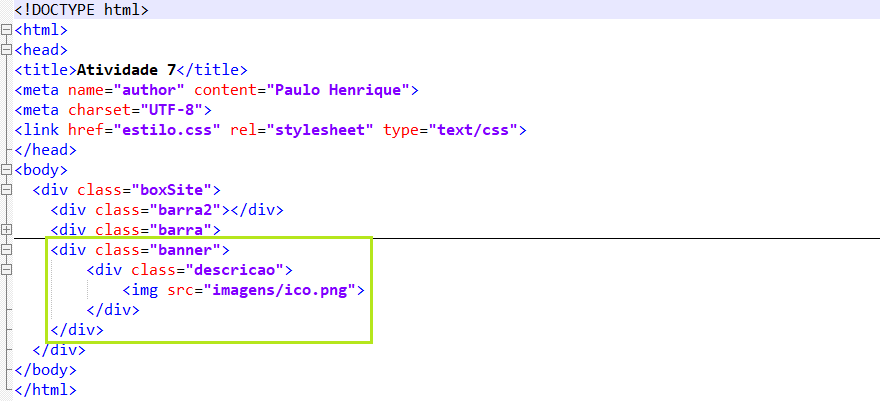 <!DOCTYPE html>
<html>
<head>
<title>Atividade 7</title>
<meta name="author" content="Paulo Henrique">
<meta charset="UTF-8">
<link href="estilo.css" rel="stylesheet" type="text/css">
</head>
<body>
<div class="boxSite">
<div class="barra2"></div>
<div class="barra">
<div class="banner">
<div class="descricao">
<img src="imagens/ico.png">
</div>
</div>
</div>
</body>
</html>